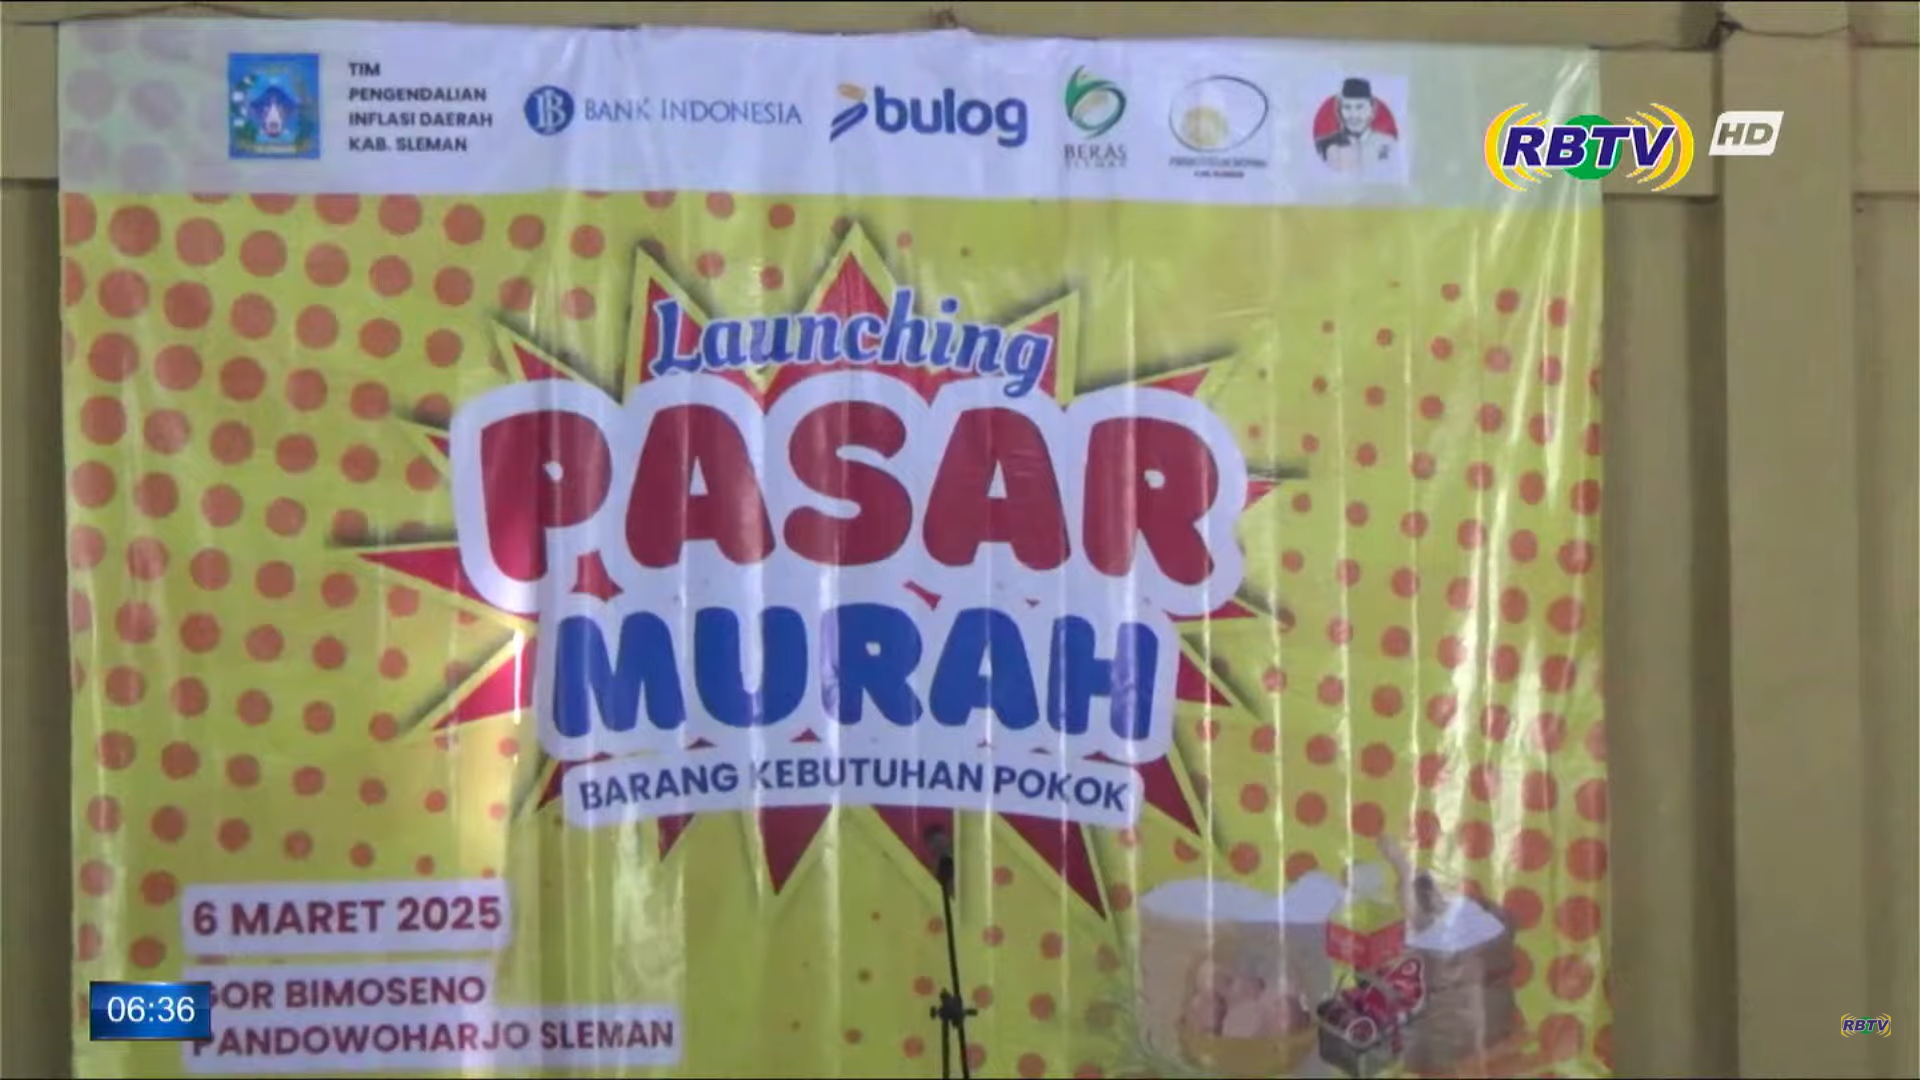 TIM
PENGENDALIAN
INFLASI DAERAH
KAB. SLEMAN
BANK INDONESIA
bulog
BERAS
RBTV HD
Launching
PASAR
MURAH
BARANG KEBUTUHAN POKOK
6 MARET 2025
GOR BIMOSENO
PANDOWOHARJO SLEMAN
06:36
RBTV